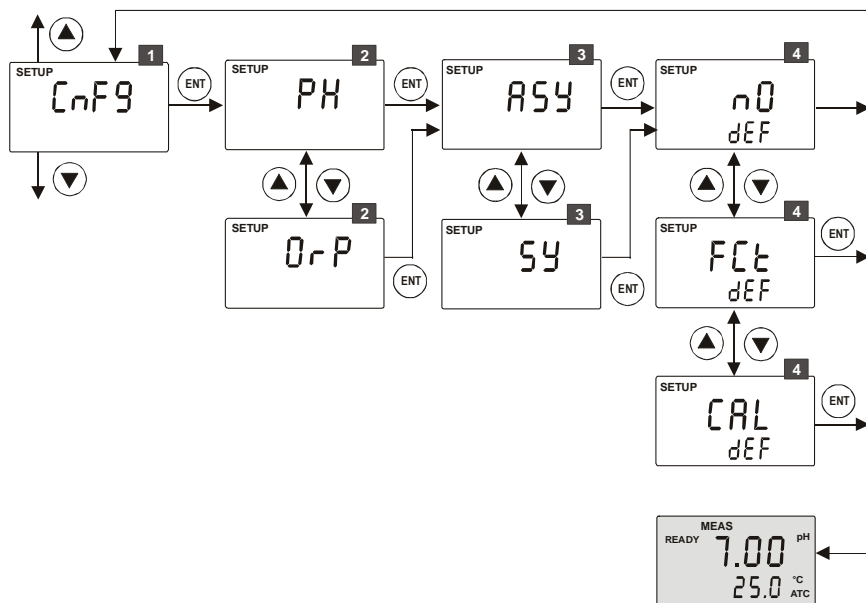 1
SETUP
CnF9
ENT
2
SETUP
PH
ENT
3
SETUP
ASY
ENT
4
SETUP
nO
dEF
2
SETUP
OrP
ENT
3
SETUP
SY
ENT
4
SETUP
FCt
dEF
ENT
4
SETUP
CAL
dEF
ENT
MEAS
READY 7.00 pH
25.0 °C
ATC